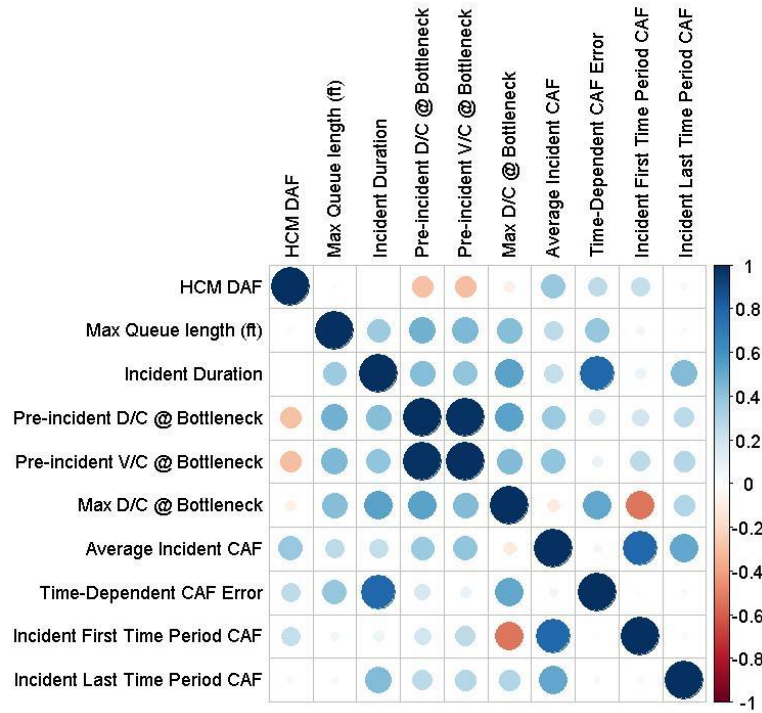 HCM DAF
Max Queue length (ft)
Incident Duration
Pre-incident D/C @ Bottleneck
Pre-incident V/C @ Bottleneck
Max D/C @ Bottleneck
Average Incident CAF
Time-Dependent CAF Error
Incident First Time Period CAF
Incident Last Time Period CAF
HCM DAF
Max Queue length (ft)
Incident Duration
Pre-incident D/C @ Bottleneck
Pre-incident V/C @ Bottleneck
Max D/C @ Bottleneck
Average Incident CAF
Time-Dependent CAF Error
Incident First Time Period CAF
Incident Last Time Period CAF
1
0.8
0.6
0.4
0.2
0
-0.2
-0.4
-0.6
-0.8
-1